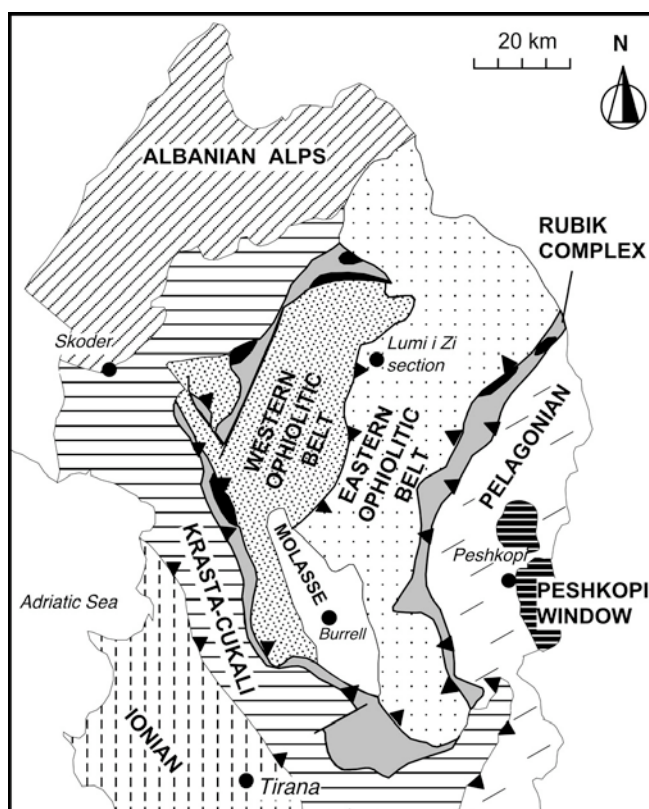 20 km
N
ALBANIAN ALPS
RUBIK
COMPLEX
Skoder
Lumi i Zi
section
WESTERN
OPHIOLITIC
BELT
EASTERN
OPHIOLITIC
BELT
PELAGONIAN
MOLASSE
Peshkopi
PESHKOPI
WINDOW
KRASTA-CUKALI
Adriatic Sea
Burrell
IONIAN
Tirana